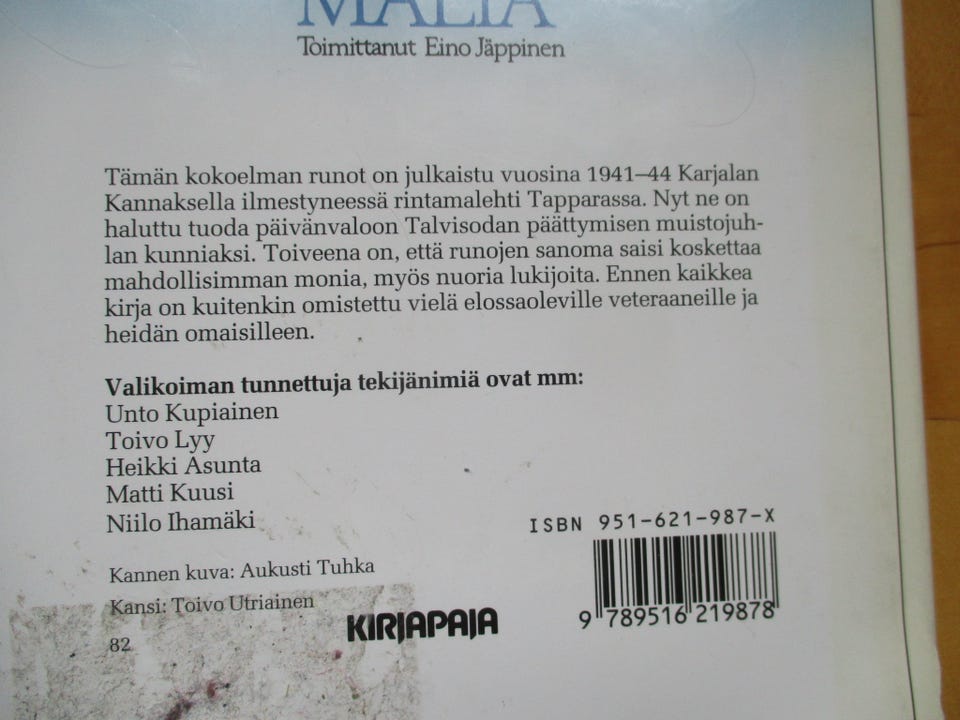 MALIA
Toimittanut Eino Jäppinen
Tämän kokoelman runot on julkaistu vuosina 1941–44 Karjalan
Kannaksella ilmestyneessä rintamalehti Tapparassa. Nyt ne on
haluttu tuoda päivänvaloon Talvisodan päättymisen muistojuh-
lan kunniaksi. Toiveena on, että runojen sanoma saisi koskettaa
mahdollisimman monia, myös nuoria lukijoita. Ennen kaikkea
kirja on kuitenkin omistettu vielä elossaoleville veteraaneille ja
heidän omaisilleen.
Valikoiman tunnettuja tekijänimiä ovat mm:
Unto Kupiainen
Toivo Lyy
Heikki Asunta
Matti Kuusi
Niilo Ihamäki
ISBN 951-621-987-X
Kannen kuva: Aukusti Tuhka
Kansi: Toivo Utriainen
KIRJAPAJA
9 789516 219878
82